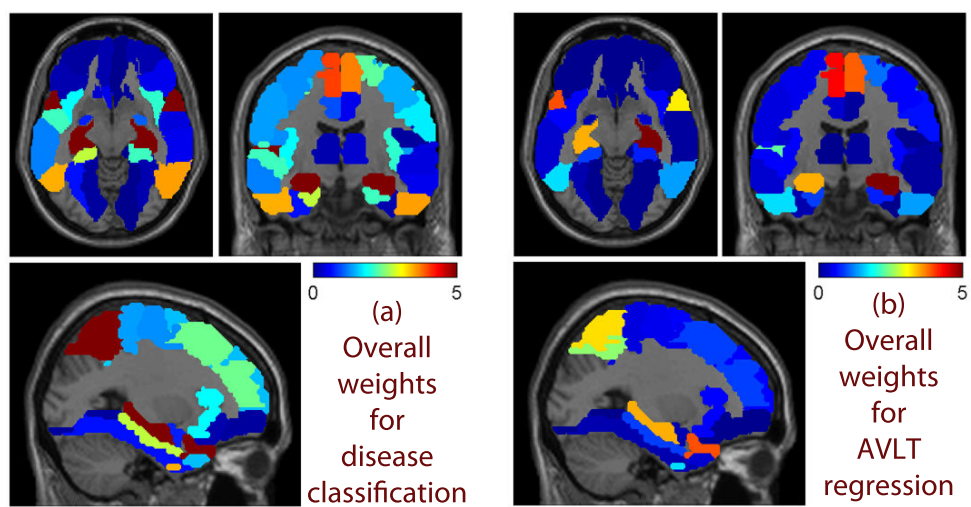 0 5
(a)
Overall
weights
for
disease
classification
0 5
(b)
Overall
weights
for
AVLT
regression